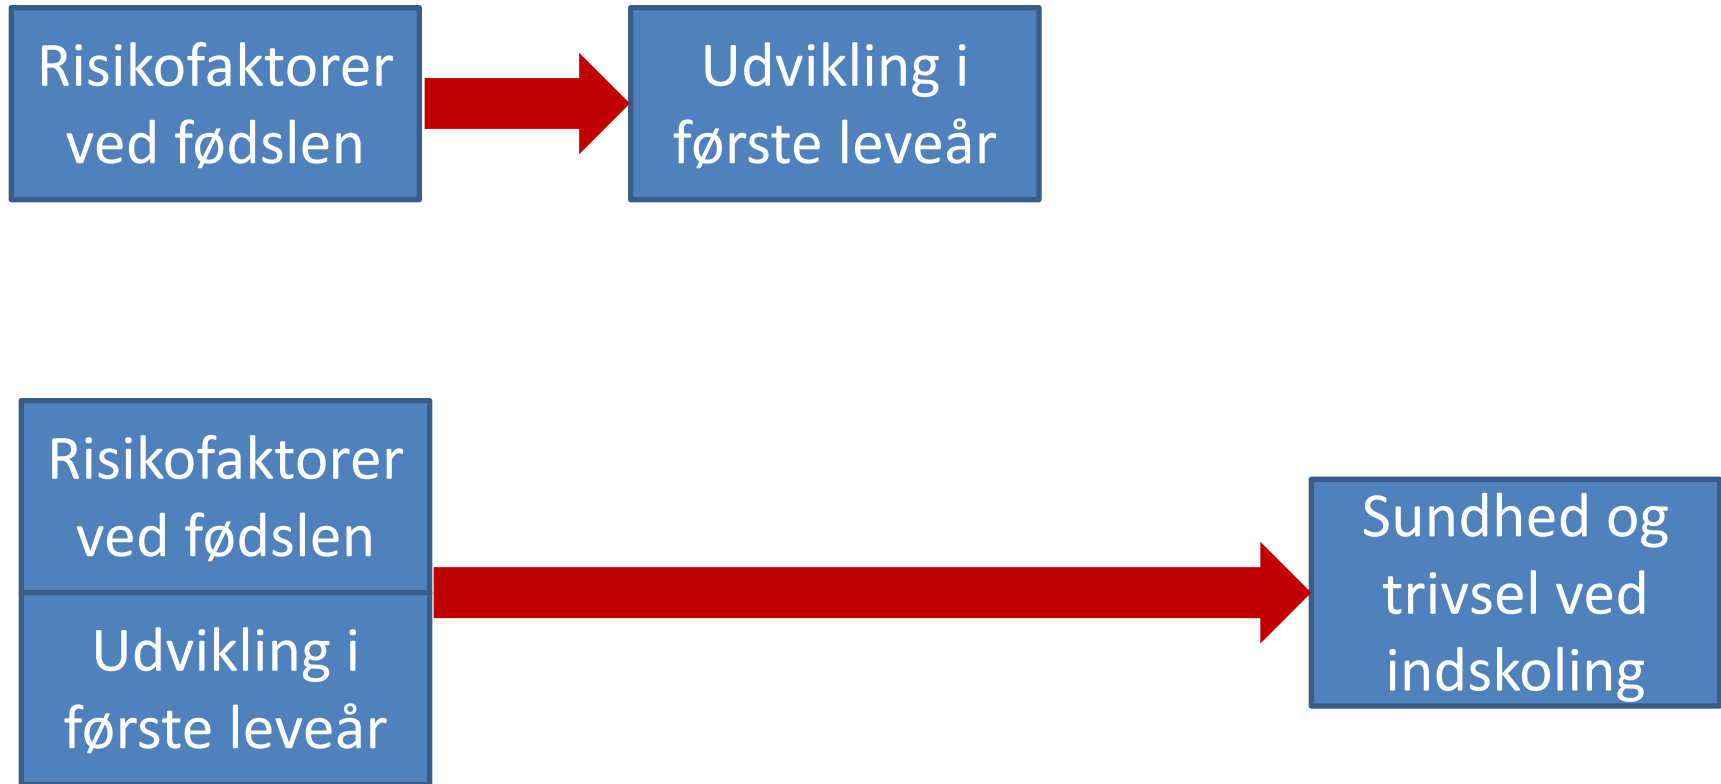 Risikofaktorer
ved fødslen
Udvikling i
første leveår
Risikofaktorer
ved fødslen
Udvikling i
første leveår
Sundhed og
trivsel ved
indskoling